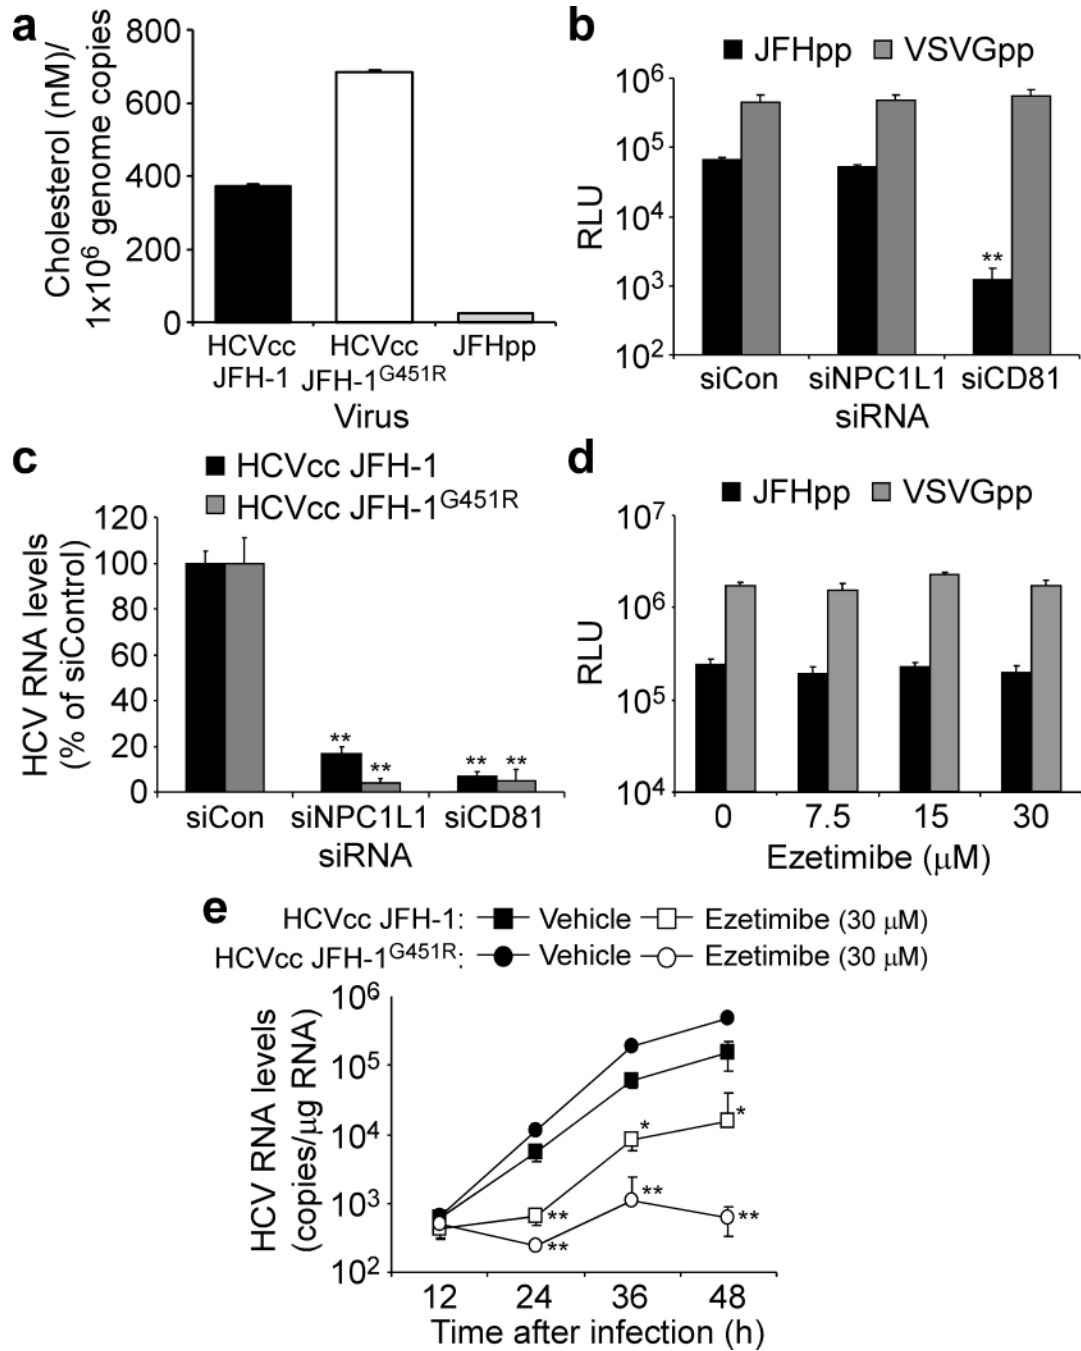 a
Cholesterol (nM)/
1x10⁶ genome copies
800
600
400
200
0
HCVcc
JFH-1
HCVcc
JFH-1ᴳ⁴⁵¹ᴿ
JFHpp
Virus
b
JFHpp VSVGpp
RLU
10⁶
10⁵
10⁴
10³
10²
**
siCon siNPC1L1 siCD81
siRNA
c
HCVcc JFH-1
HCVcc JFH-1ᴳ⁴⁵¹ᴿ
HCV RNA levels
(% of siControl)
120
100
80
60
40
20
0
** ** ** **
siCon siNPC1L1 siCD81
siRNA
d
JFHpp VSVGpp
RLU
10⁷
10⁶
10⁵
10⁴
0 7.5 15 30
Ezetimibe (μM)
e
HCVcc JFH-1: Vehicle Ezetimibe (30 μM)
HCVcc JFH-1ᴳ⁴⁵¹ᴿ: Vehicle Ezetimibe (30 μM)
HCV RNA levels
(copies/μg RNA)
10⁶
10⁵
10⁴
10³
10²
* *
** ** **
**
12 24 36 48
Time after infection (h)